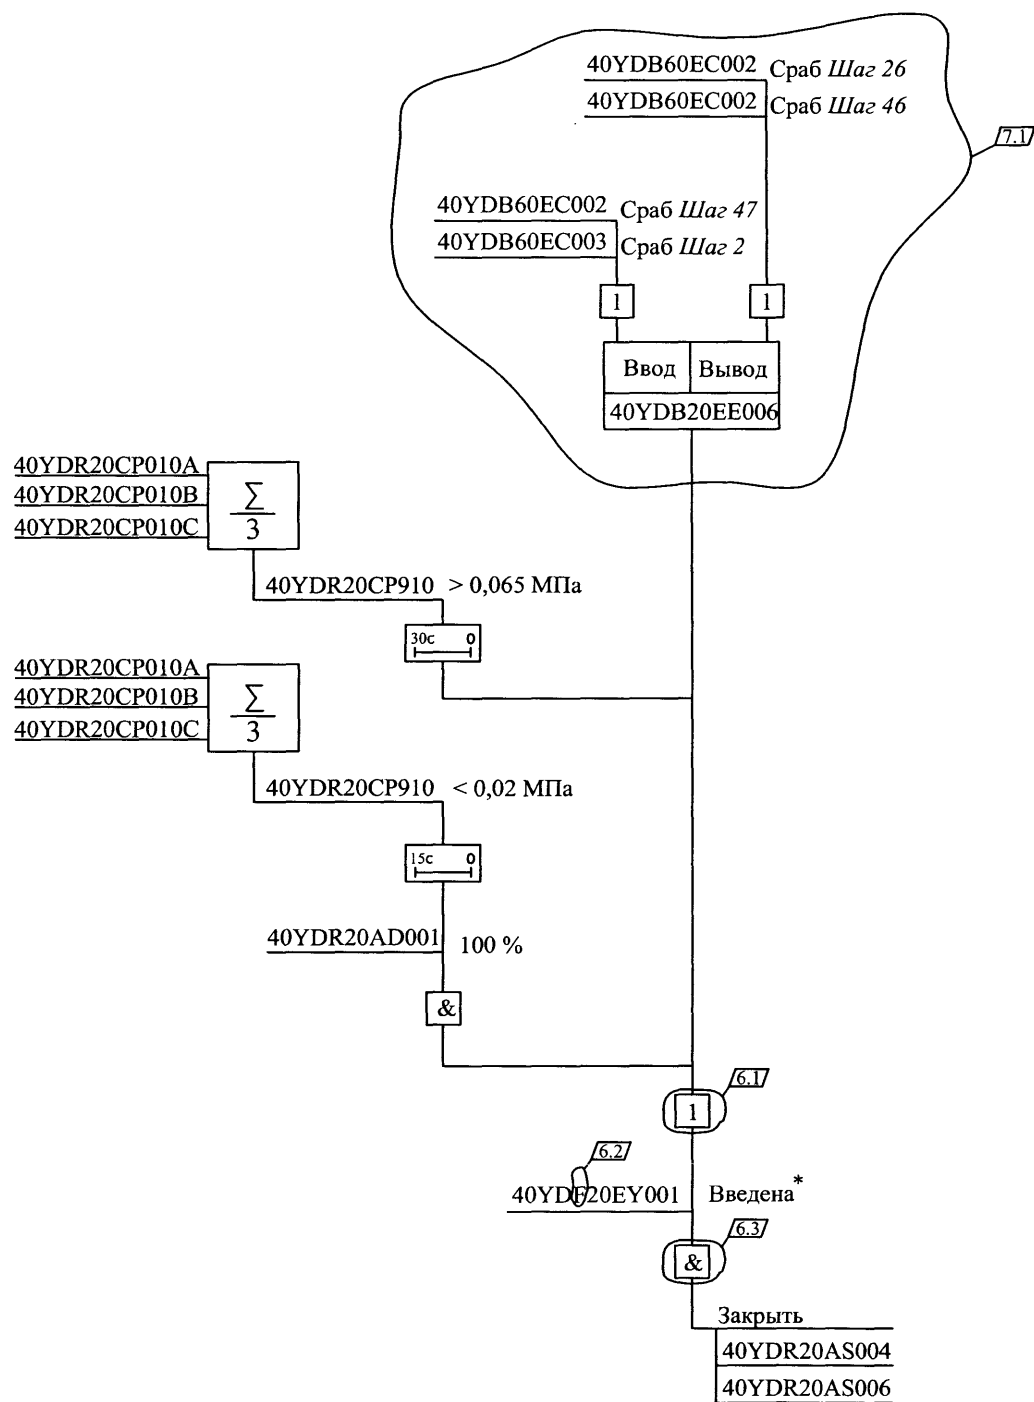 40YDB60EC002 Сраб Шаг 26
40YDB60EC002 Сраб Шаг 46
7.1
40YDB60EC002 Сраб Шаг 47
40YDB60EC003 Сраб Шаг 2
1 1
Ввод Вывод
40YDB20EE006
40YDR20CP010A
40YDR20CP010B
40YDR20CP010C
Σ
3
40YDR20CP910 > 0,065 МПа
30с 0
40YDR20CP010A
40YDR20CP010B
40YDR20CP010C
Σ
3
40YDR20CP910 < 0,02 МПа
15с 0
40YDR20AD001 100 %
&
6.1
1
6.2
40YDF20EY001 Введена*
6.3
&
Закрыть
40YDR20AS004
40YDR20AS006